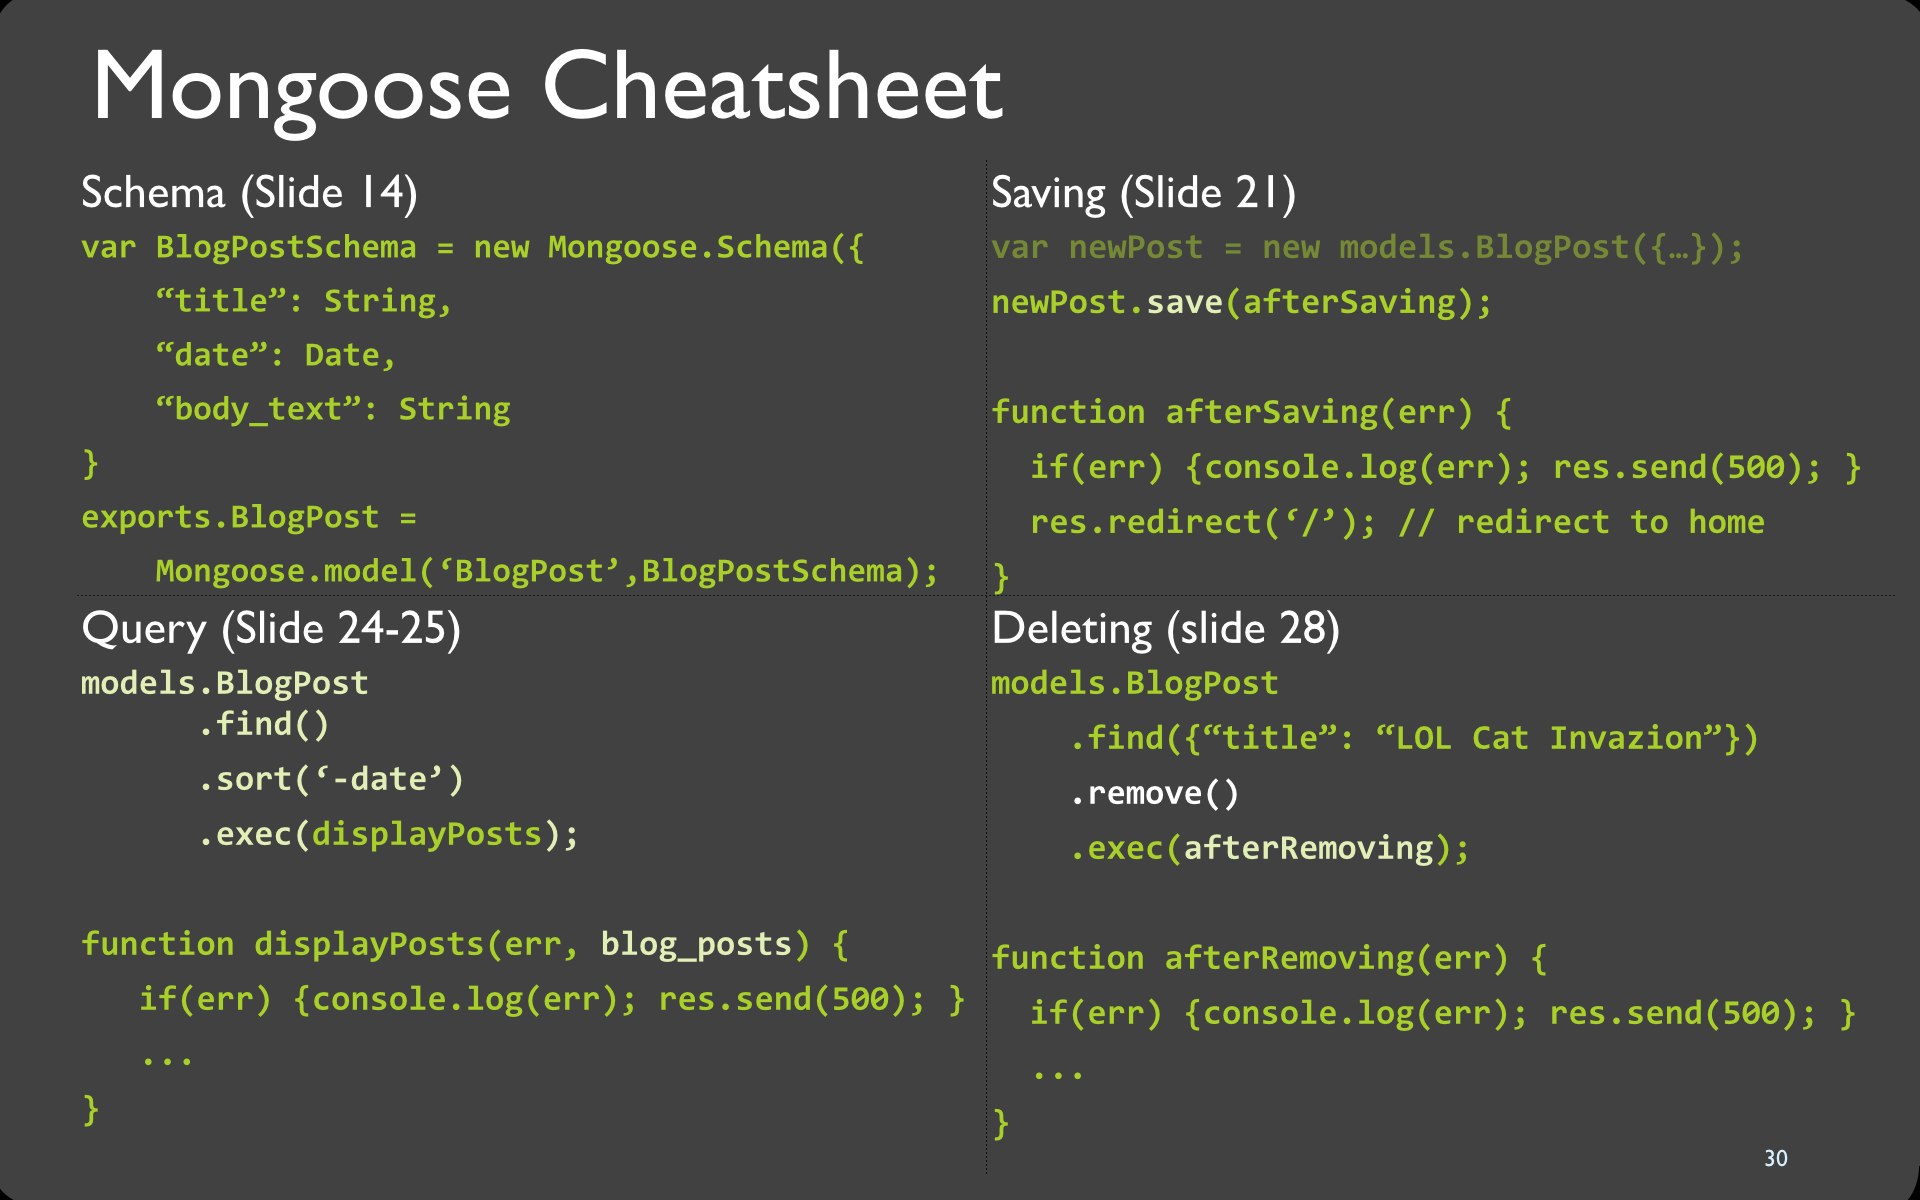 Mongoose Cheatsheet
Schema (Slide 14)
var BlogPostSchema = new Mongoose.Schema({
“title”: String,
“date”: Date,
“body_text”: String
}
exports.BlogPost =
Mongoose.model(‘BlogPost’,BlogPostSchema);
Saving (Slide 21)
var newPost = new models.BlogPost({…});
newPost.save(afterSaving);
function afterSaving(err) {
if(err) {console.log(err); res.send(500); }
res.redirect(‘/’); // redirect to home
}
Query (Slide 24-25)
models.BlogPost
.find()
.sort(‘-date’)
.exec(displayPosts);
function displayPosts(err, blog_posts) {
if(err) {console.log(err); res.send(500); }
...
}
Deleting (slide 28)
models.BlogPost
.find({“title”: “LOL Cat Invazion”})
.remove()
.exec(afterRemoving);
function afterRemoving(err) {
if(err) {console.log(err); res.send(500); }
...
}
30